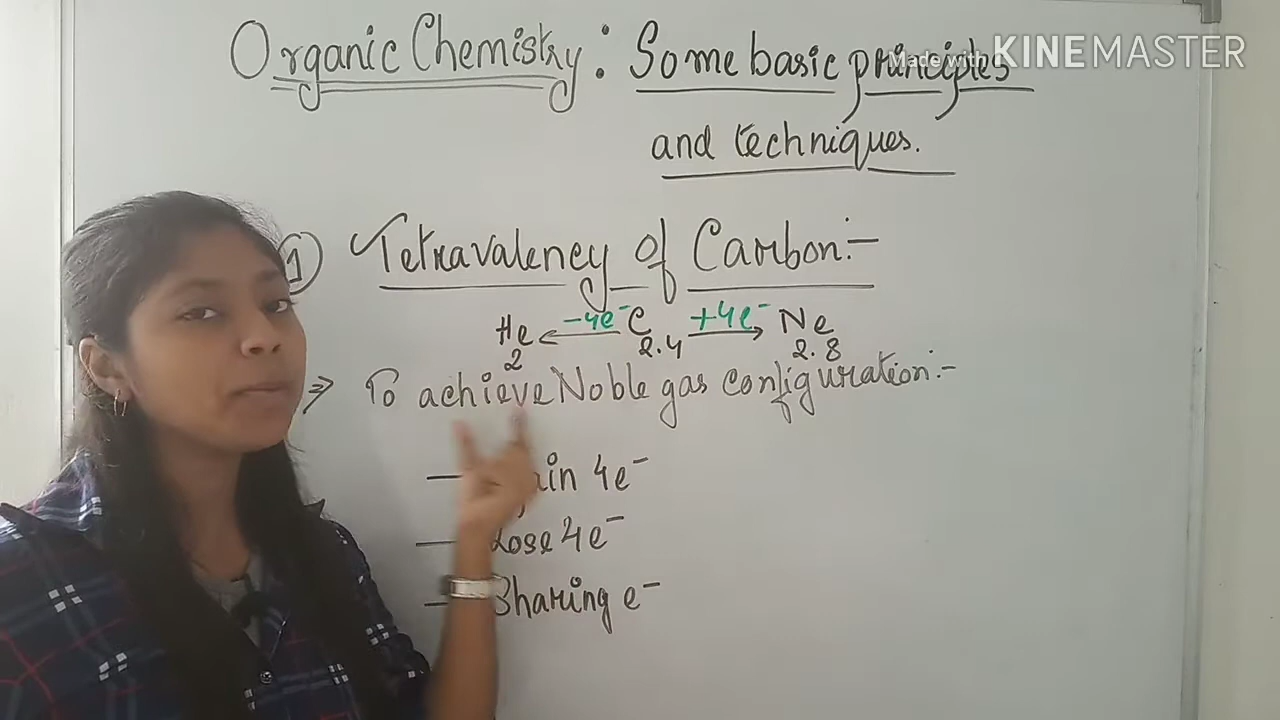 Organic Chemistry: Some basic principles
Made with KINEMASTER
and techniques.
1 Tetravalency of Carbon:-
He ←-4e⁻ C +4e⁻→ Ne
2 2.4 2.8
⇒ To achieve Noble gas configuration:-
- Gain 4e⁻
- Lose 4e⁻
- Sharing e⁻